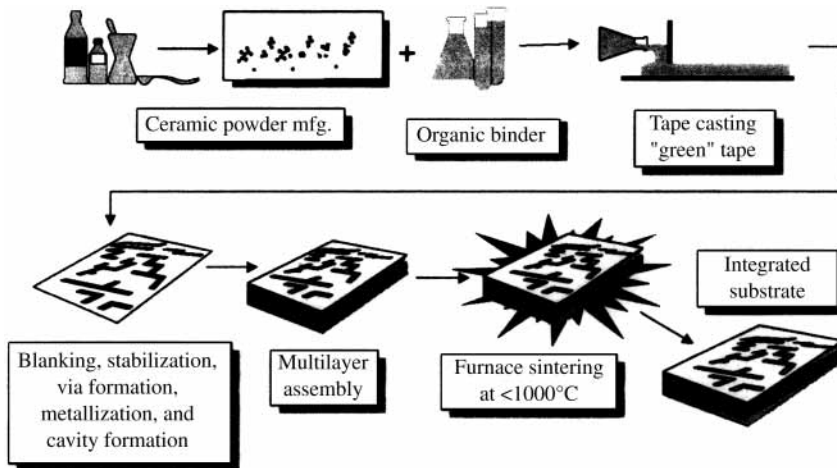 +
Ceramic powder mfg.
Organic binder
Tape casting
"green" tape
Blanking, stabilization,
via formation,
metallization, and
cavity formation
Multilayer
assembly
Furnace sintering
at <1000°C
Integrated
substrate